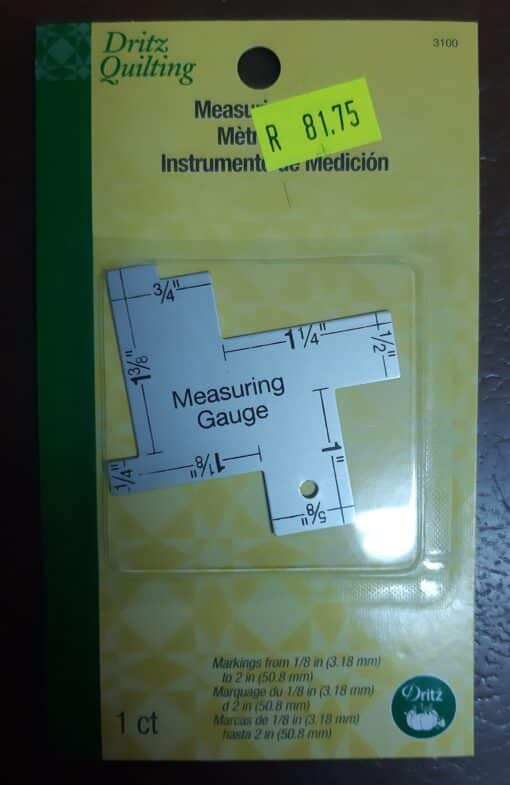 Dritz
Quilting
3100
R 81.75
Instrumento de Medición
3/4"
1 1/4"
1/2"
1 3/8"
Measuring
Gauge
1"
1 1/8"
1/4"
5/8"
Markings from 1/8 in (3.18 mm)
to 2 in (50.8 mm)
Marquage du 1/8 in (3.18 mm)
d 2 in (50.8 mm)
Marcas de 1/8 in (3.18 mm)
hasta 2 in (50.8 mm)
Dritz
1 ct